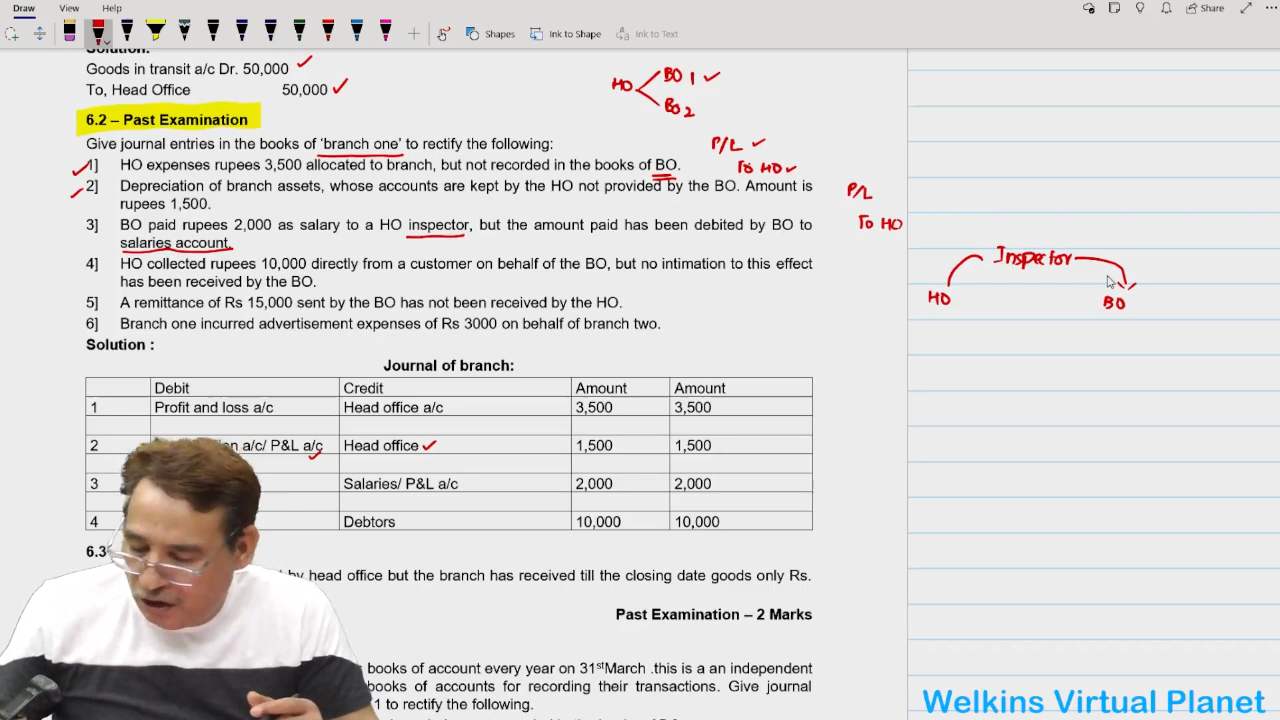 Draw View Help
Share
Shapes Ink to Shape Ink to Text
Solution:
Goods in transit a/c Dr. 50,000
To, Head Office 50,000
HO BO 1
BO 2
6.2 – Past Examination
Give journal entries in the books of ‘branch one’ to rectify the following:
P/L
1] HO expenses rupees 3,500 allocated to branch, but not recorded in the books of BO.
To HO
2] Depreciation of branch assets, whose accounts are kept by the HO not provided by the BO. Amount is
rupees 1,500.
P/L
To HO
3] BO paid rupees 2,000 as salary to a HO inspector, but the amount paid has been debited by BO to
salaries account.
Inspector
HO BO
4] HO collected rupees 10,000 directly from a customer on behalf of the BO, but no intimation to this effect
has been received by the BO.
5] A remittance of Rs 15,000 sent by the BO has not been received by the HO.
6] Branch one incurred advertisement expenses of Rs 3000 on behalf of branch two.
Solution :
Journal of branch:
Debit Credit Amount Amount
1 Profit and loss a/c Head office a/c 3,500 3,500
2 a/c/ P&L a/c Head office 1,500 1,500
3 Salaries/ P&L a/c 2,000 2,000
4 Debtors 10,000 10,000
6.3
by head office but the branch has received till the closing date goods only Rs.
Past Examination – 2 Marks
books of account every year on 31stMarch .this is a an independent
books of accounts for recording their transactions. Give journal
1 to rectify the following.
Welkins Virtual Planet